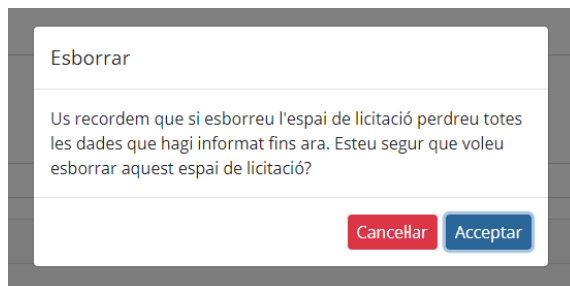 Esborrar
Us recordem que si esborreu l'espai de licitació perdreu totes
les dades que hagi informat fins ara. Esteu segur que voleu
esborrar aquest espai de licitació?
Cancel·lar Acceptar